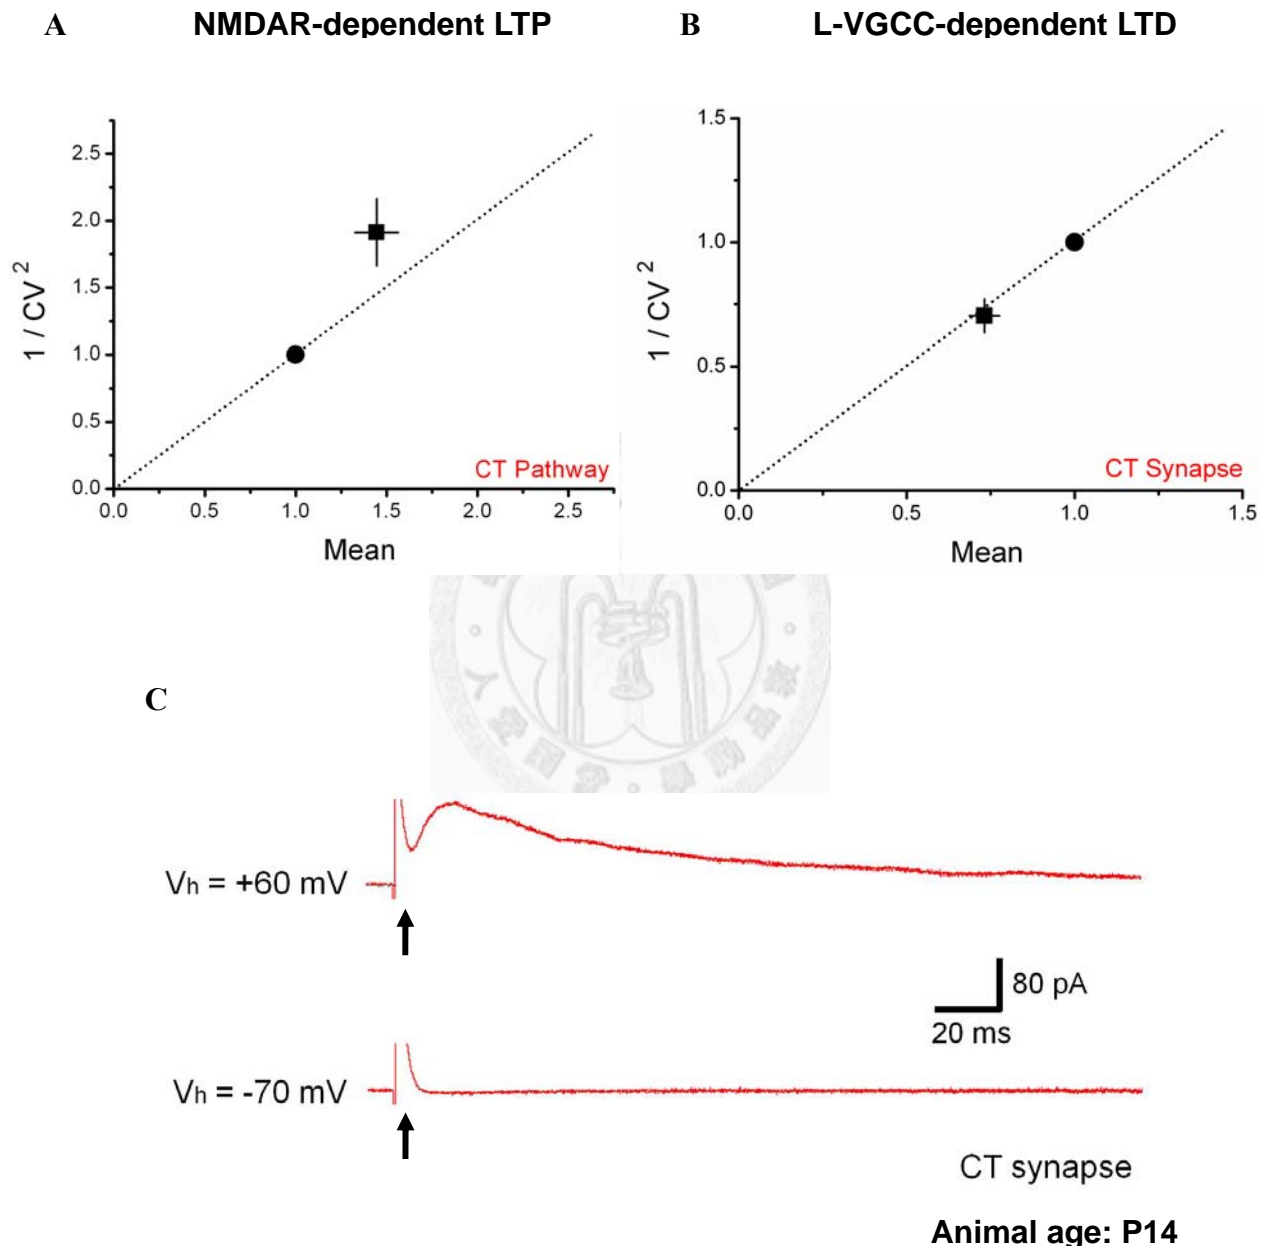 A NMDAR-dependent LTP
B L-VGCC-dependent LTD
1 / CV 2
2.5
2.0
1.5
1.0
0.5
0.0
0.0 0.5 1.0 1.5 2.0 2.5
Mean
CT Pathway
1 / CV 2
1.5
1.0
0.5
0.0
0.0 0.5 1.0 1.5
Mean
CT Synapse
C
Vh = +60 mV
80 pA
20 ms
Vh = -70 mV
CT synapse
Animal age: P14